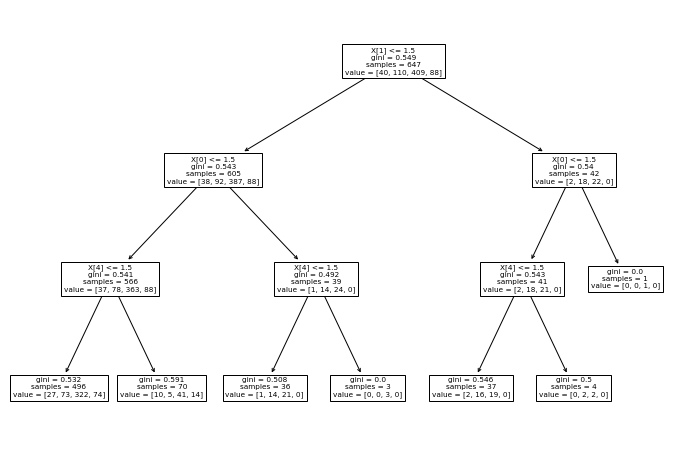 X[1] <= 1.5
gini = 0.549
samples = 647
value = [40, 110, 409, 88]
X[0] <= 1.5
gini = 0.543
samples = 605
value = [38, 92, 387, 88]
X[0] <= 1.5
gini = 0.54
samples = 42
value = [2, 18, 22, 0]
X[4] <= 1.5
gini = 0.541
samples = 566
value = [37, 78, 363, 88]
X[4] <= 1.5
gini = 0.492
samples = 39
value = [1, 14, 24, 0]
X[4] <= 1.5
gini = 0.543
samples = 41
value = [2, 18, 21, 0]
gini = 0.0
samples = 1
value = [0, 0, 1, 0]
gini = 0.532
samples = 496
value = [27, 73, 322, 74]
gini = 0.591
samples = 70
value = [10, 5, 41, 14]
gini = 0.508
samples = 36
value = [1, 14, 21, 0]
gini = 0.0
samples = 3
value = [0, 0, 3, 0]
gini = 0.546
samples = 37
value = [2, 16, 19, 0]
gini = 0.5
samples = 4
value = [0, 2, 2, 0]